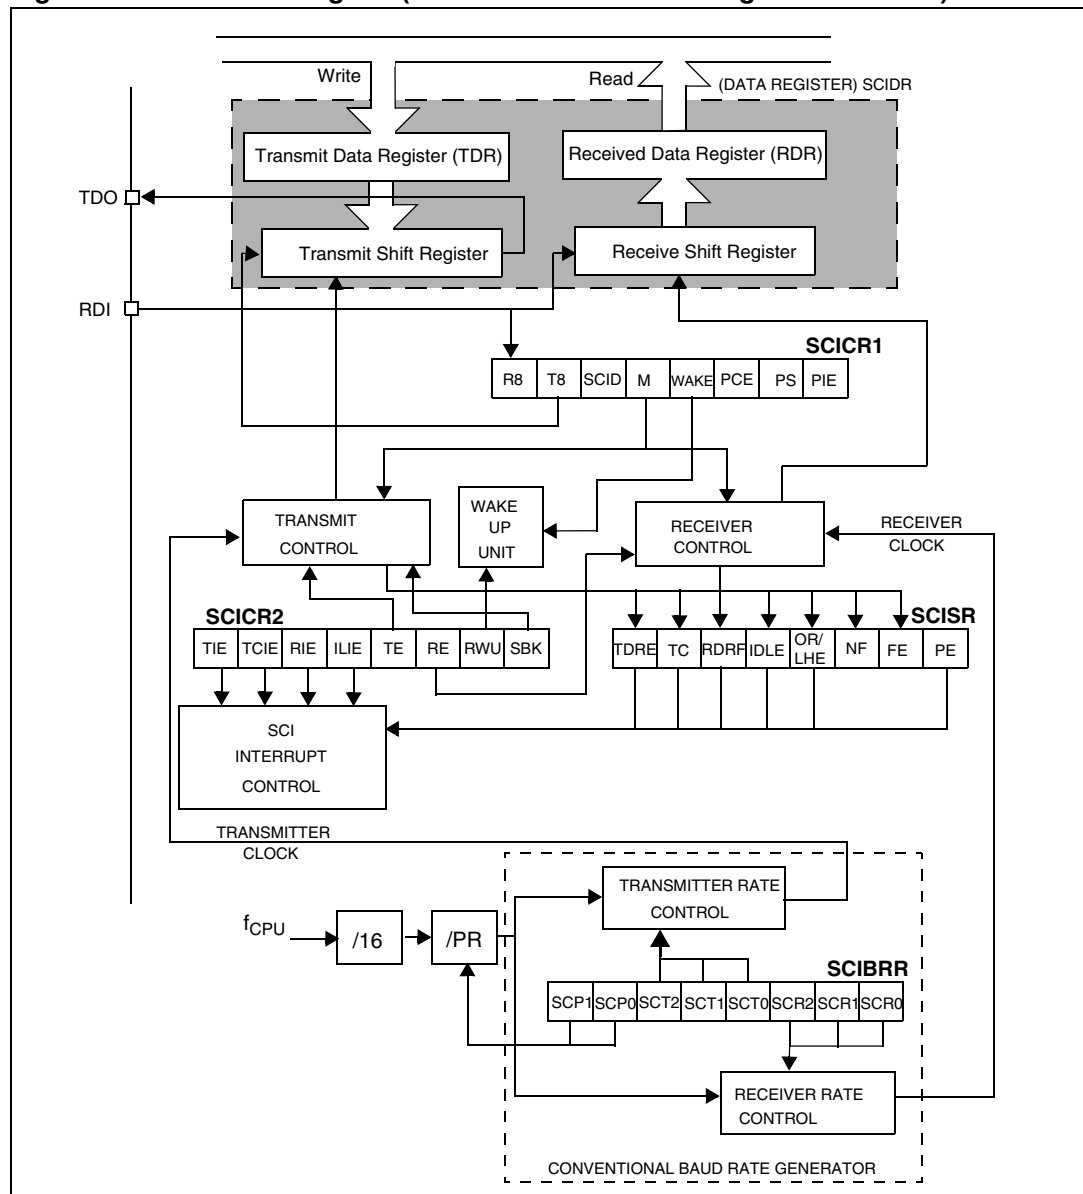 Write
Read
(DATA REGISTER) SCIDR
Transmit Data Register (TDR)
Received Data Register (RDR)
TDO
Transmit Shift Register
Receive Shift Register
RDI
SCICR1
R8 T8 SCID M WAKE PCE PS PIE
TRANSMIT
CONTROL
WAKE
UP
UNIT
RECEIVER
CONTROL
RECEIVER
CLOCK
SCICR2
SCISR
TIE TCIE RIE ILIE TE RE RWU SBK
TDRE TC RDRF IDLE OR/
LHE NF FE PE
SCI
INTERRUPT
CONTROL
TRANSMITTER
CLOCK
TRANSMITTER RATE
CONTROL
fCPU
/16
/PR
SCIBRR
SCP1 SCP0 SCT2 SCT1 SCT0 SCR2 SCR1 SCR0
RECEIVER RATE
CONTROL
CONVENTIONAL BAUD RATE GENERATOR